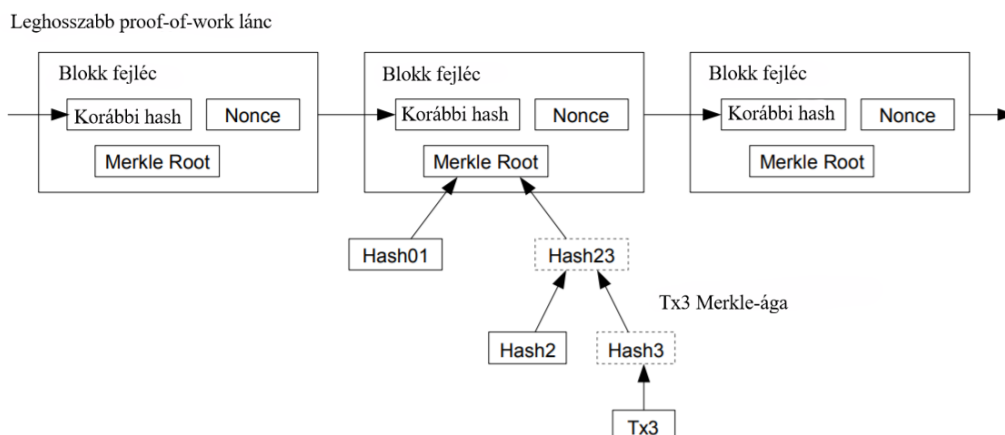 Leghosszabb proof-of-work lánc
Blokk fejléc
Blokk fejléc
Blokk fejléc
Korábbi hash
Nonce
Korábbi hash
Nonce
Korábbi hash
Nonce
Merkle Root
Merkle Root
Merkle Root
Hash01
Hash23
Tx3 Merkle-ága
Hash2
Hash3
Tx3